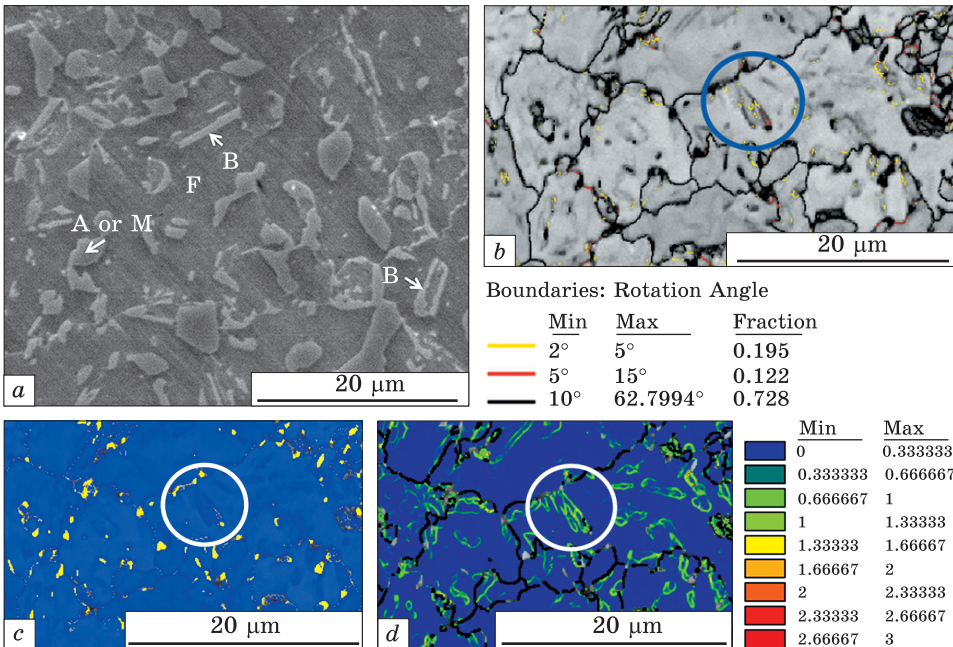 a
B
F
A or M
B
20 μm
b
20 μm
Boundaries: Rotation Angle
Min Max Fraction
2° 5° 0.195
5° 15° 0.122
10° 62.7994° 0.728
c
20 μm
d
20 μm
Min Max
0 0.333333
0.333333 0.666667
0.666667 1
1 1.33333
1.33333 1.66667
1.66667 2
2 2.33333
2.33333 2.66667
2.66667 3